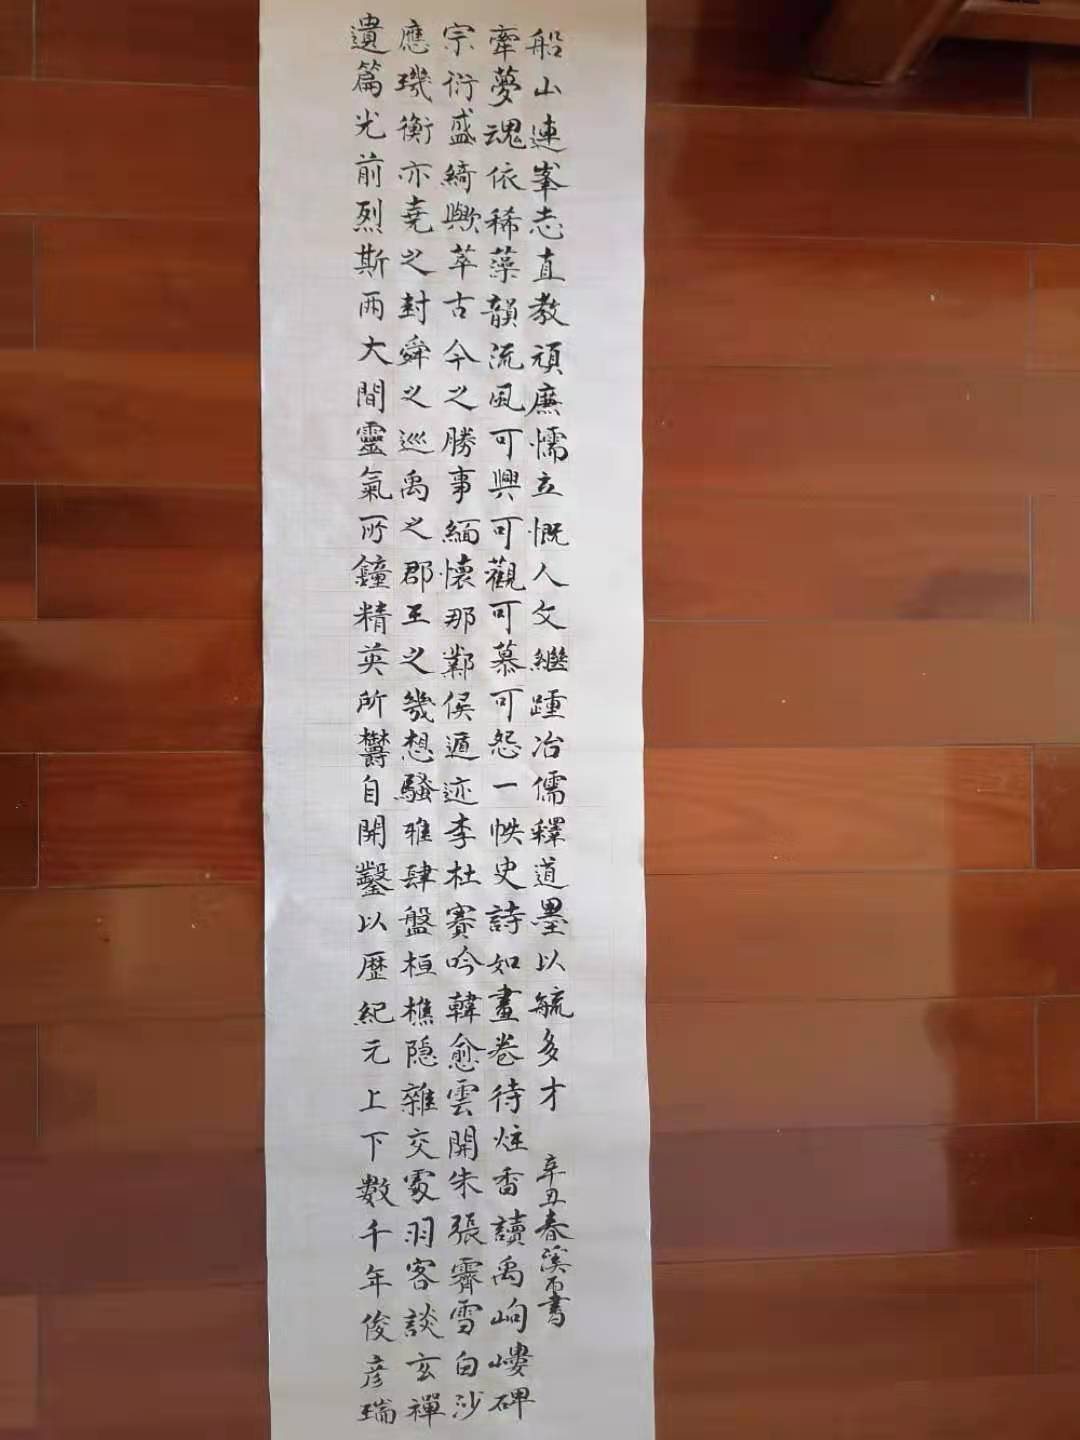 遺篇光前烈斯兩大間靈氣所鐘精英所鬱自開鑿以歷紀元上下數千年俊彥瑞
應璣衡亦堯之封舜之巡禹之郡王之幾想騷雅肆盤桓樵隐雜交處羽客談玄禪
宗衍盛綺歟萃古今之勝事緬懷那鄴侯遁迹李杜賽吟韓愈雲開朱張霽雪白沙
牽夢魂依稀藻韻流風可興可觀可慕可怨一帙史詩如畫卷待炷香讀禹岣嶁碑
船山連峯志直教頑廉懦立慨人文繼踵冶儒釋道墨以毓多才 辛丑春溪石書